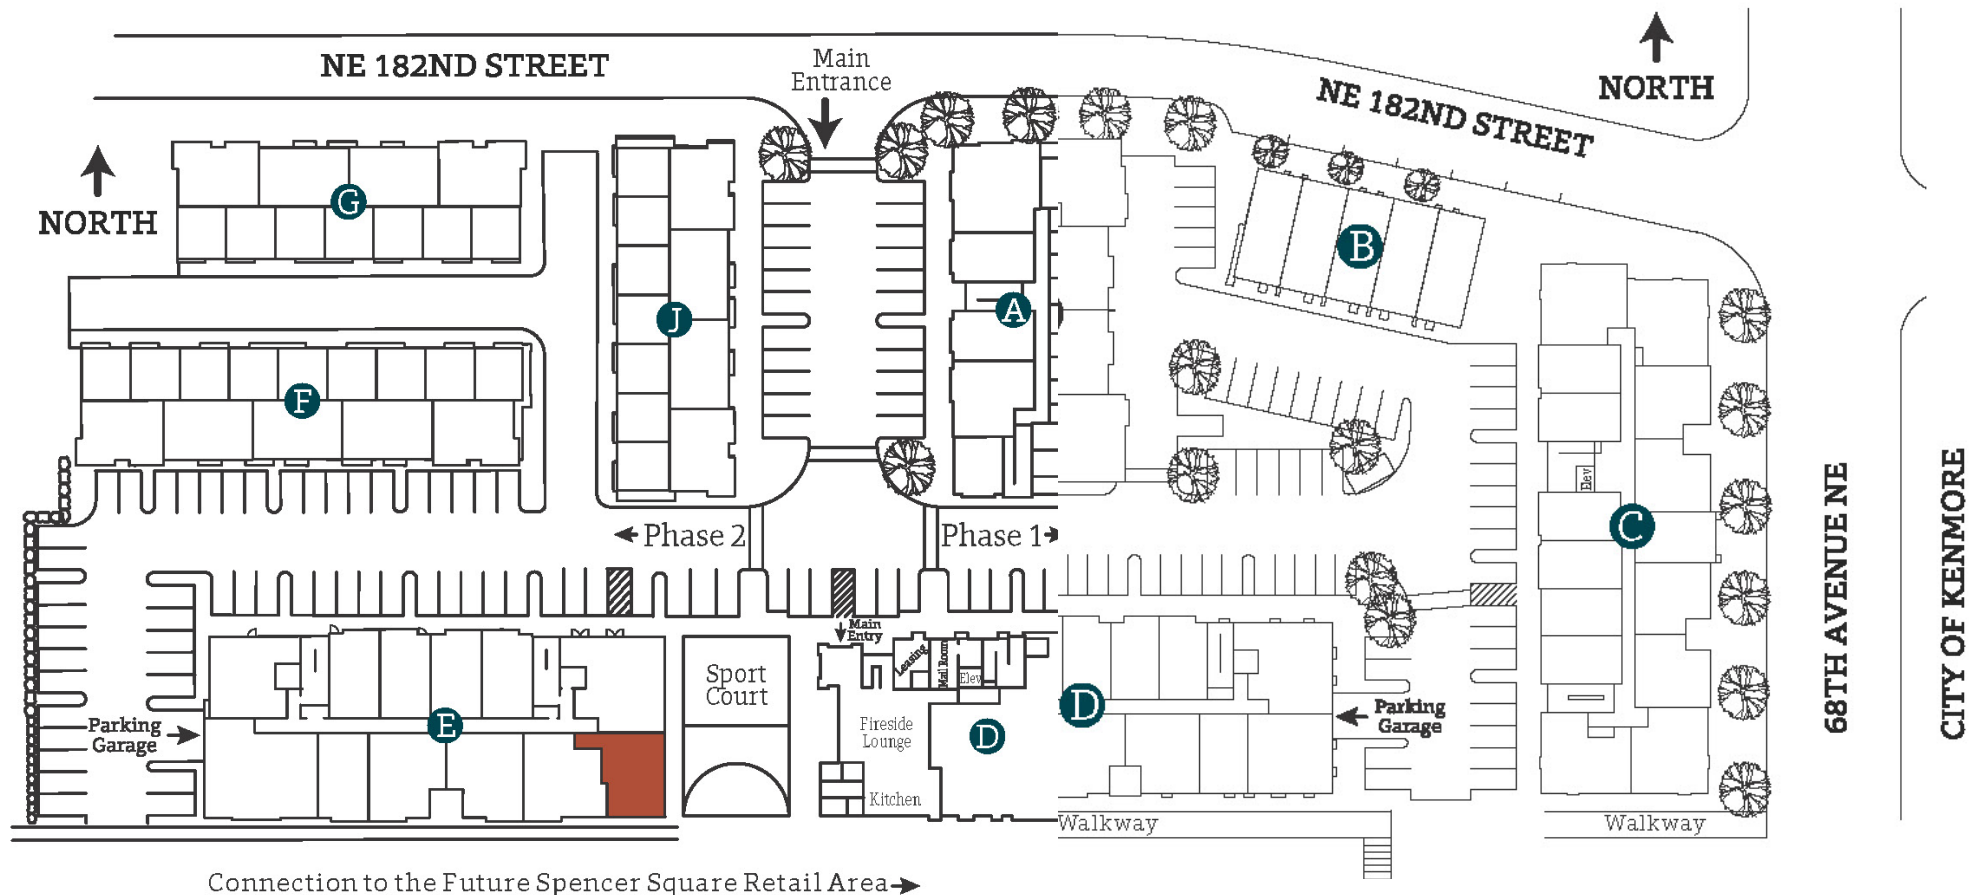 NE 182ND STREET
Main
Entrance
NE 182ND STREET
NORTH
NORTH
G
J
A
B
F
C
Elev
Phase 2
Phase 1
68TH AVENUE NE
CITY OF KENMORE
Main
Entry
Leasing
Mail Room
Elev
Sport
Court
Parking
Garage
E
Fireside
Lounge
D
D
Parking
Garage
Kitchen
Walkway
Walkway
Connection to the Future Spencer Square Retail Area